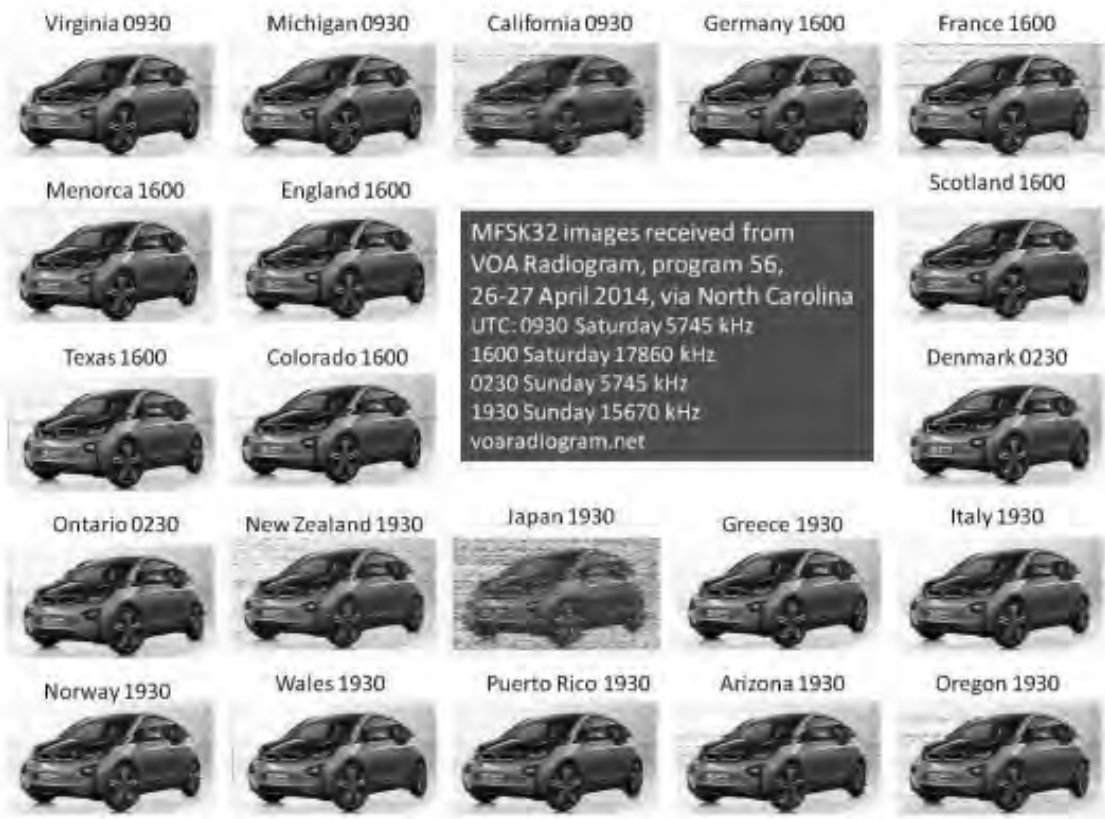 Virginia 0930
Michigan 0930
California 0930
Germany 1600
France 1600
Menorca 1600
England 1600
Scotland 1600
MFSK32 images received from
VOA Radiogram, program 56,
26-27 April 2014, via North Carolina
UTC: 0930 Saturday 5745 kHz
1600 Saturday 17860 kHz
0230 Sunday 5745 kHz
1930 Sunday 15670 kHz
voaradiogram.net
Texas 1600
Colorado 1600
Denmark 0230
Ontario 0230
New Zealand 1930
Japan 1930
Greece 1930
Italy 1930
Norway 1930
Wales 1930
Puerto Rico 1930
Arizona 1930
Oregon 1930